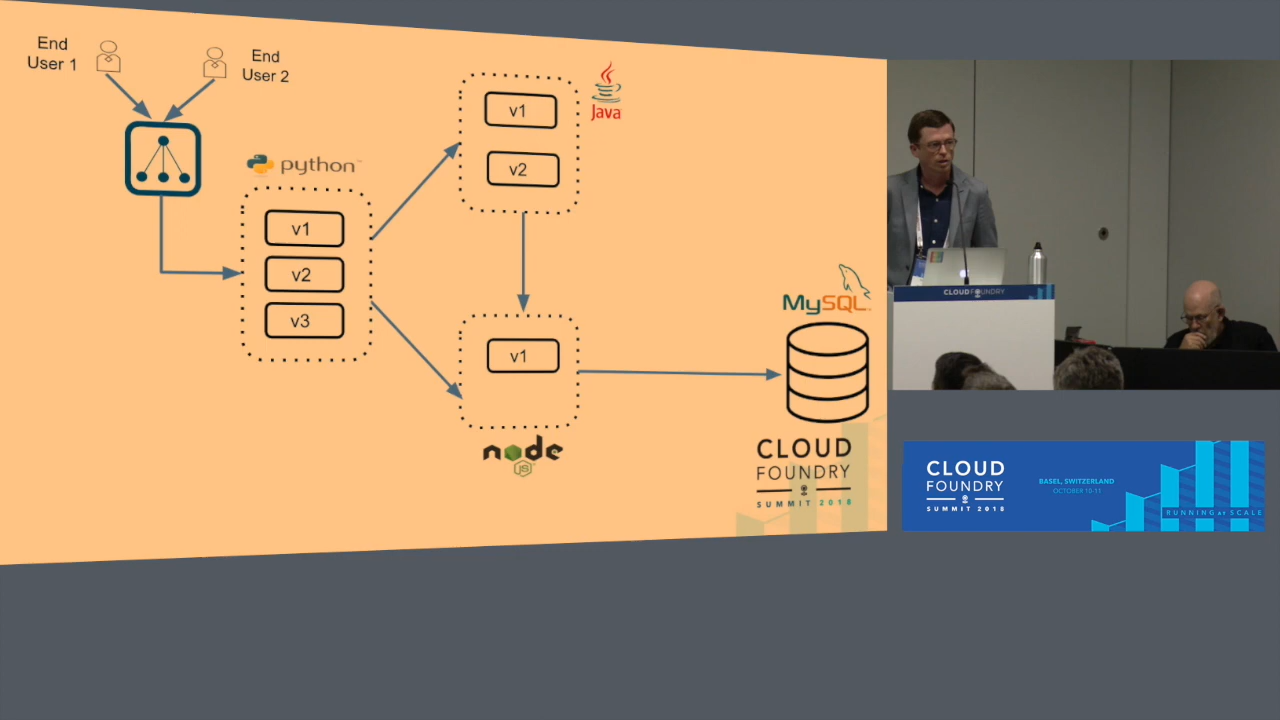 End
User 1
End
User 2
python
v1
v2
v3
Java
v1
v2
v1
node
JS
MySQL
CLOUD
FOUNDRY
SUMMIT 2018
CLOUD FOUNDRY
CLOUD
FOUNDRY
SUMMIT 2018
BASEL, SWITZERLAND
OCTOBER 10-11
RUNNING AT SCALE